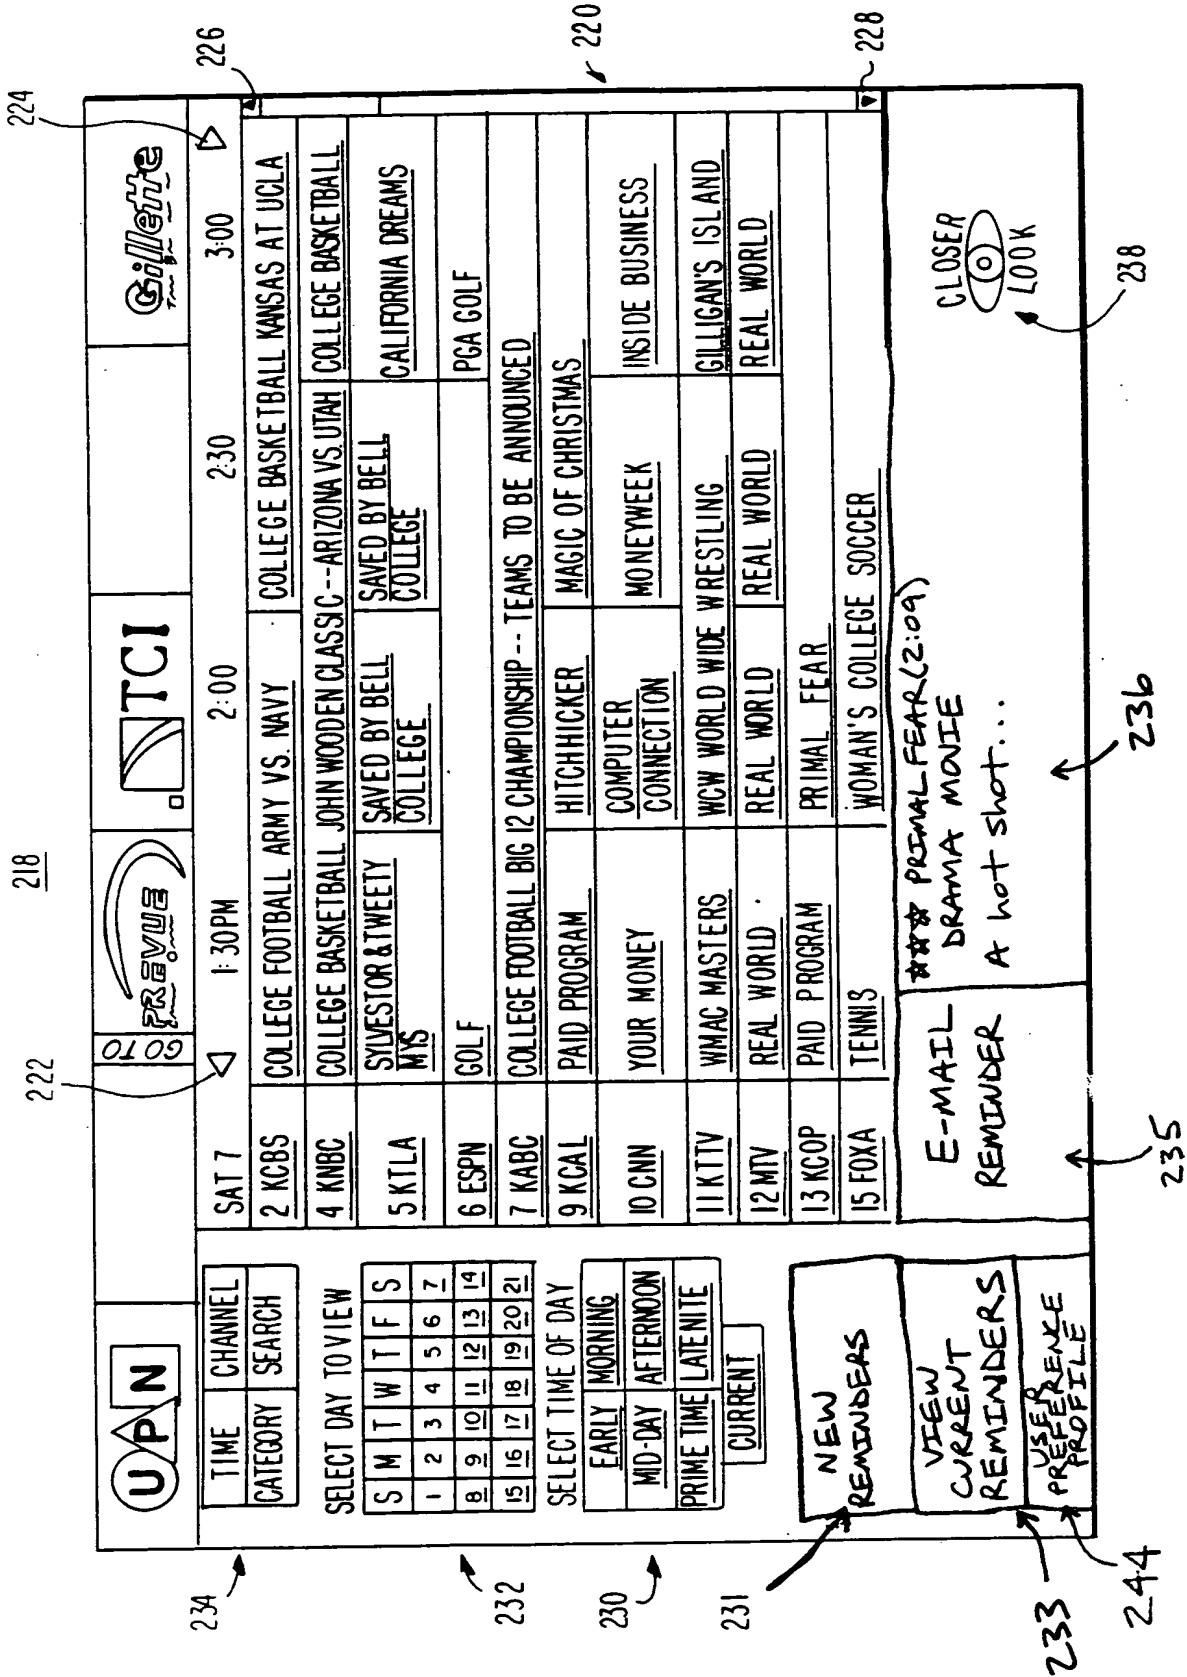 218
UPN
GO TO
PREVUE
TCI
Gillette
222
224
226
220
228
234
232
230
231
233
244
235
236
238
TIME CHANNEL
CATEGORY SEARCH
SELECT DAY TO VIEW
S M T W T F S
1 2 3 4 5 6 7
8 9 10 11 12 13 14
15 16 17 18 19 20 21
SELECT TIME OF DAY
EARLY MORNING
MID-DAY AFTERNOON
PRIME TIME LATENITE
CURRENT
NEW
REMINDERS
VIEW
CURRENT
REMINDERS
USER
PREFERENCE
PROFILE
SAT 7 1:30PM 2:00 2:30 3:00
2 KCBS COLLEGE FOOTBALL ARMY VS. NAVY COLLEGE BASKETBALL KANSAS AT UCLA
4 KNBC COLLEGE BASKETBALL JOHN WOODEN CLASSIC--ARIZONA VS. UTAH COLLEGE BASKETBALL
5 KTLA SYLVESTOR & TWEETY MYS SAVED BY BELL COLLEGE SAVED BY BELL COLLEGE CALIFORNIA DREAMS
6 ESPN GOLF PGA GOLF
7 KABC COLLEGE FOOTBALL BIG 12 CHAMPIONSHIP--TEAMS TO BE ANNOUNCED
9 KCAL PAID PROGRAM HITCHHICKER MAGIC OF CHRISTMAS
10 CNN YOUR MONEY COMPUTER CONNECTION MONEYWEEK INSIDE BUSINESS
11 KTTV WMAC MASTERS WCW WORLD WIDE WRESTLING GILLIGAN'S ISLAND
12 MTV REAL WORLD REAL WORLD REAL WORLD REAL WORLD
13 KCOP PAID PROGRAM PRIMAL FEAR
15 FOXA TENNIS WOMAN'S COLLEGE SOCCER
E-MAIL
REMINDER
*** PRIMAL FEAR (2:09)
DRAMA MOVIE
A hot shot...
CLOSER
LOOK